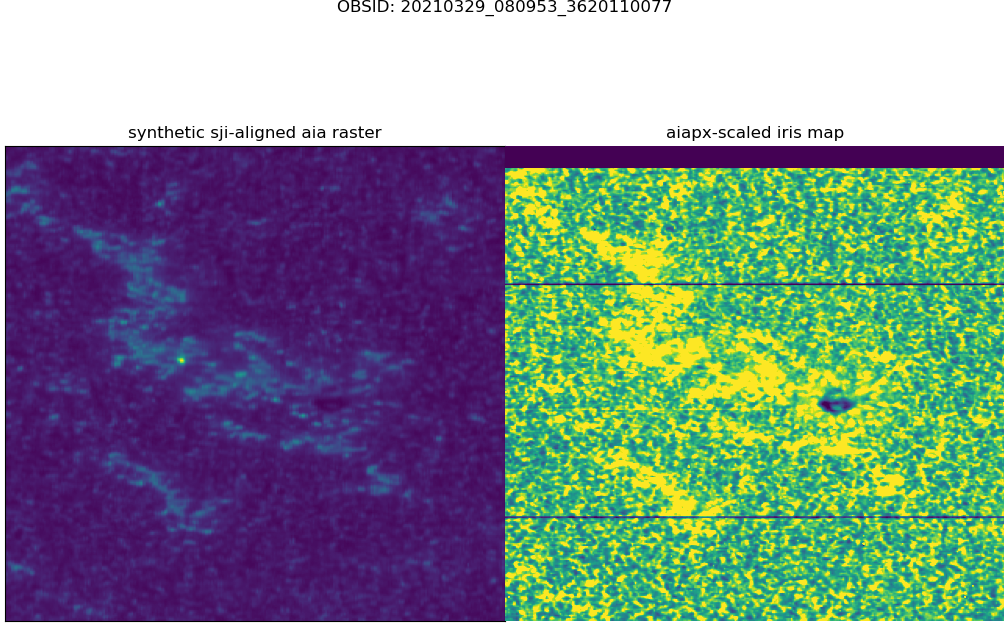 OBSID: 20210329_080953_3620110077
synthetic sji-aligned aia raster
aiapx-scaled iris map